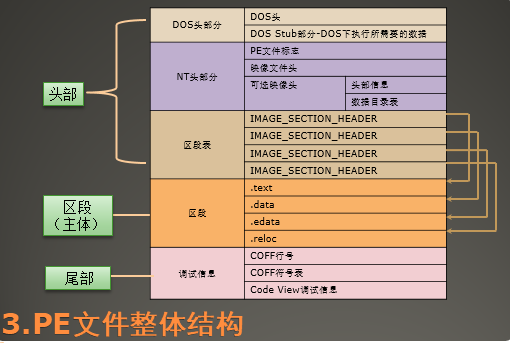 DOS头部分
DOS头
DOS Stub部分-DOS下执行所需要的数据
NT头部分
PE文件标志
映像文件头
可选映像头
头部信息
数据目录表
头部
区段表
IMAGE_SECTION_HEADER
IMAGE_SECTION_HEADER
IMAGE_SECTION_HEADER
IMAGE_SECTION_HEADER
区段
（主体）
区段
.text
.data
.edata
.reloc
尾部
调试信息
COFF行号
COFF符号表
Code View调试信息
3.PE文件整体结构